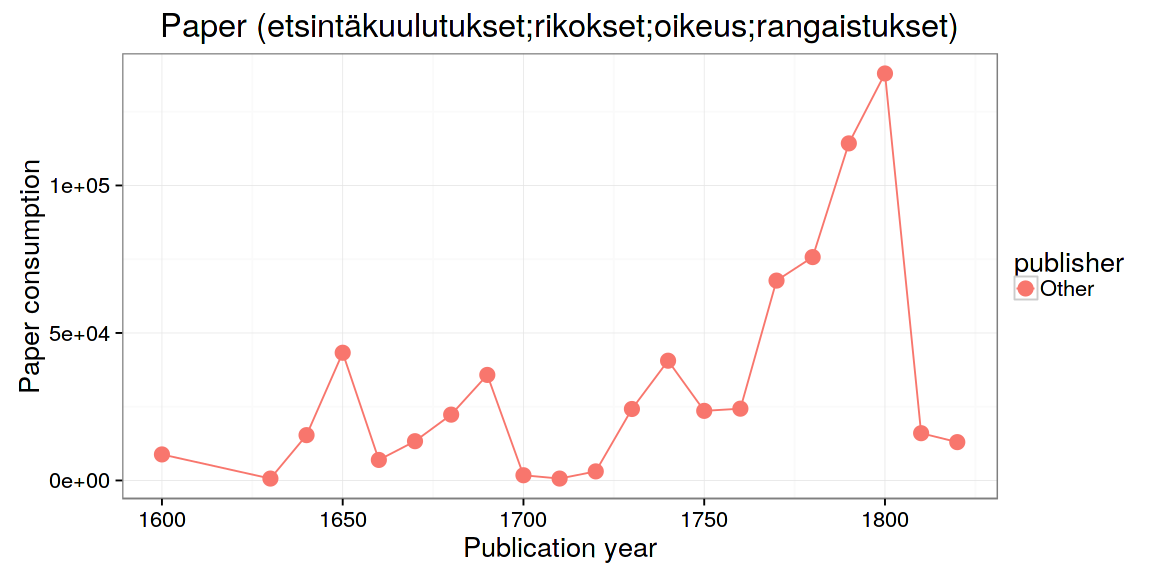 Paper (etsintäkuulutukset;rikokset;oikeus;rangaistukset)
Paper consumption
1e+05
5e+04
0e+00
1600 1650 1700 1750 1800
Publication year
publisher
Other